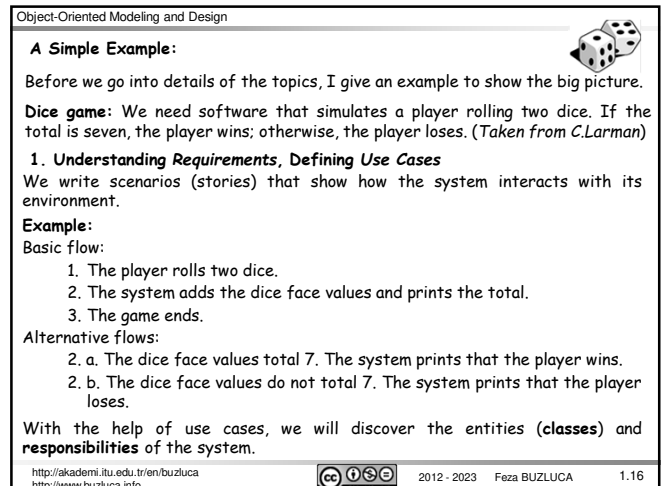 Object-Oriented Modeling and Design
A Simple Example:
Before we go into details of the topics, I give an example to show the big picture.
Dice game: We need software that simulates a player rolling two dice. If the
total is seven, the player wins; otherwise, the player loses. (Taken from C.Larman)
1. Understanding Requirements, Defining Use Cases
We write scenarios (stories) that show how the system interacts with its
environment.
Example:
Basic flow:
1. The player rolls two dice.
2. The system adds the dice face values and prints the total.
3. The game ends.
Alternative flows:
2. a. The dice face values total 7. The system prints that the player wins.
2. b. The dice face values do not total 7. The system prints that the player
loses.
With the help of use cases, we will discover the entities (classes) and
responsibilities of the system.
http://akademi.itu.edu.tr/en/buzluca
http://www.buzluca.info
cc
2012 - 2023 Feza BUZLUCA 1.16